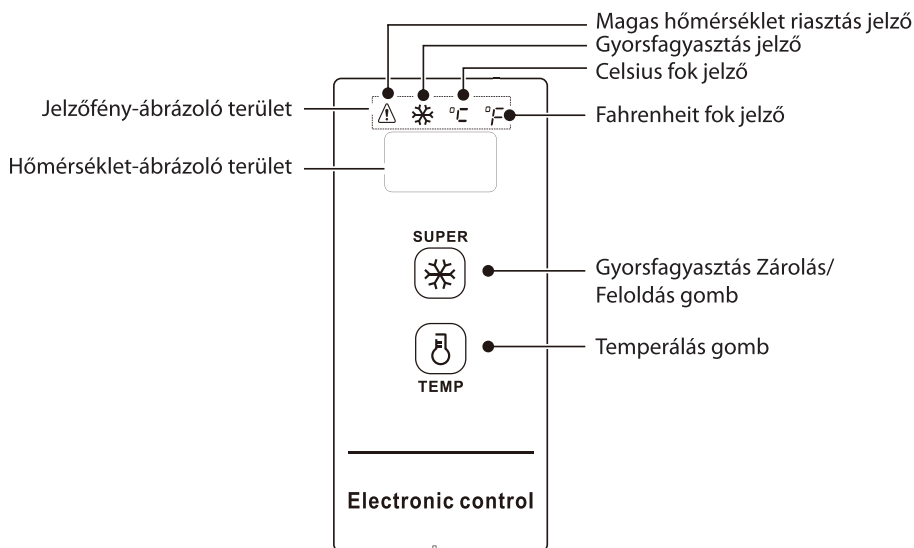 Magas hőmérséklet riasztás jelző
Gyorsfagyasztás jelző
Celsius fok jelző
Jelzőfény-ábrázoló terület
°C °F
Fahrenheit fok jelző
Hőmérséklet-ábrázoló terület
SUPER
Gyorsfagyasztás Zárolás/
Feloldás gomb
Temperálás gomb
TEMP
Electronic control